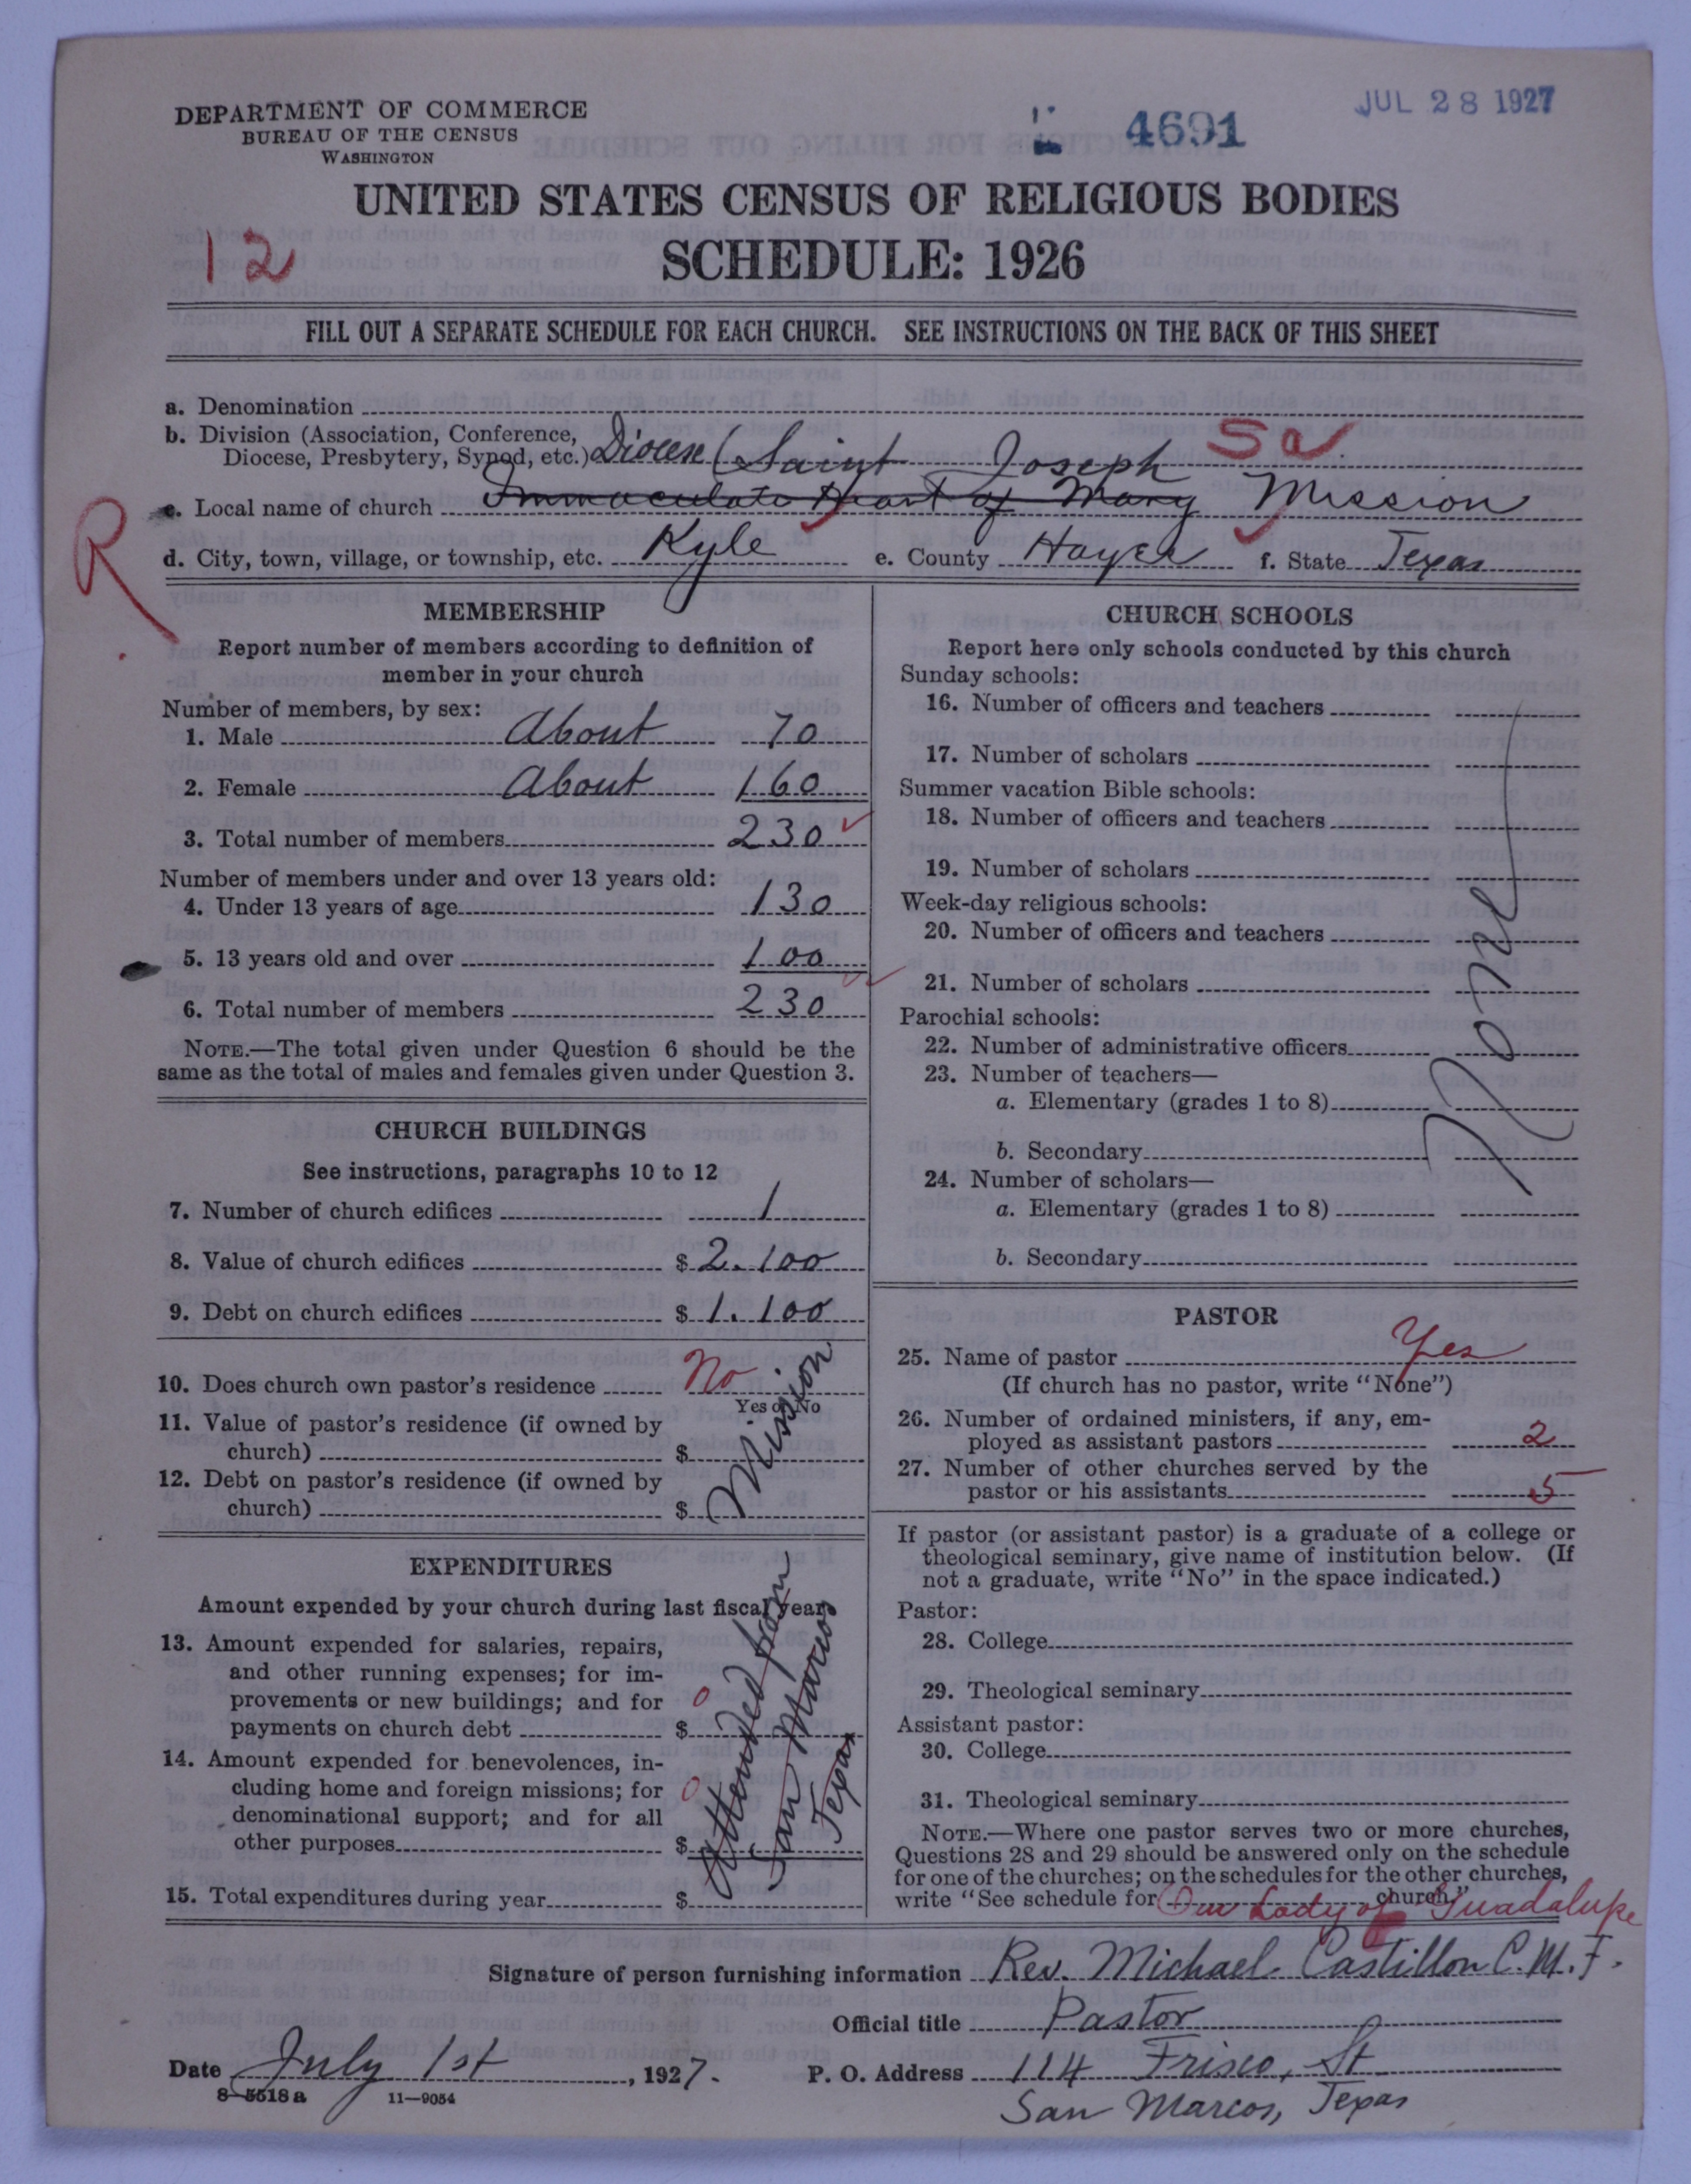 DEPARTMENT OF COMMERCE
BUREAU OF THE CENSUS
WASHINGTON
4691
JUL 28 1927
UNITED STATES CENSUS OF RELIGIOUS BODIES
12
SCHEDULE: 1926
FILL OUT A SEPARATE SCHEDULE FOR EACH CHURCH. SEE INSTRUCTIONS ON THE BACK OF THIS SHEET
a. Denomination
b. Division (Association, Conference, Diocese, Presbytery, Synod, etc.) Diocese (Saint Joseph Sa
c. Local name of church Immaculate Heart of Mary Mission
R
d. City, town, village, or township, etc. Kyle e. County Hayes f. State Texas
MEMBERSHIP
Report number of members according to definition of
member in your church
Number of members, by sex:
1. Male About 70
2. Female About 160
3. Total number of members 230
Number of members under and over 13 years old:
4. Under 13 years of age 130
5. 13 years old and over 100
6. Total number of members 230
NOTE.—The total given under Question 6 should be the
same as the total of males and females given under Question 3.
CHURCH BUILDINGS
See instructions, paragraphs 10 to 12
7. Number of church edifices 1
8. Value of church edifices $ 2.100
9. Debt on church edifices $ 1.100
10. Does church own pastor's residence No
Yes or No
11. Value of pastor's residence (if owned by
church) $
12. Debt on pastor's residence (if owned by
church) $
Mission
EXPENDITURES
Amount expended by your church during last fiscal year:
13. Amount expended for salaries, repairs,
and other running expenses; for im-
provements or new buildings; and for
payments on church debt $ 0
14. Amount expended for benevolences, in-
cluding home and foreign missions; for
denominational support; and for all
other purposes $ 0
15. Total expenditures during year $
Attended from
San Marcos
Texas
CHURCH SCHOOLS
Report here only schools conducted by this church
Sunday schools:
16. Number of officers and teachers
17. Number of scholars
Summer vacation Bible schools:
18. Number of officers and teachers
19. Number of scholars
Week-day religious schools:
20. Number of officers and teachers
21. Number of scholars
Parochial schools:
22. Number of administrative officers
23. Number of teachers—
a. Elementary (grades 1 to 8)
b. Secondary
24. Number of scholars—
a. Elementary (grades 1 to 8)
b. Secondary
None
PASTOR
25. Name of pastor Yes
(If church has no pastor, write "None")
26. Number of ordained ministers, if any, em-
ployed as assistant pastors 2
27. Number of other churches served by the
pastor or his assistants 5
If pastor (or assistant pastor) is a graduate of a college or
theological seminary, give name of institution below. (If
not a graduate, write "No" in the space indicated.)
Pastor:
28. College
29. Theological seminary
Assistant pastor:
30. College
31. Theological seminary
NOTE.—Where one pastor serves two or more churches,
Questions 28 and 29 should be answered only on the schedule
for one of the churches; on the schedules for the other churches,
write "See schedule for Our Lady of Guadalupe church."
Signature of person furnishing information Rev. Michael Castillon C.M.F.
Official title Pastor
Date July 1st, 1927. P. O. Address 114 Frisco, St
8—5518 a 11—9054
San Marcos, Texas